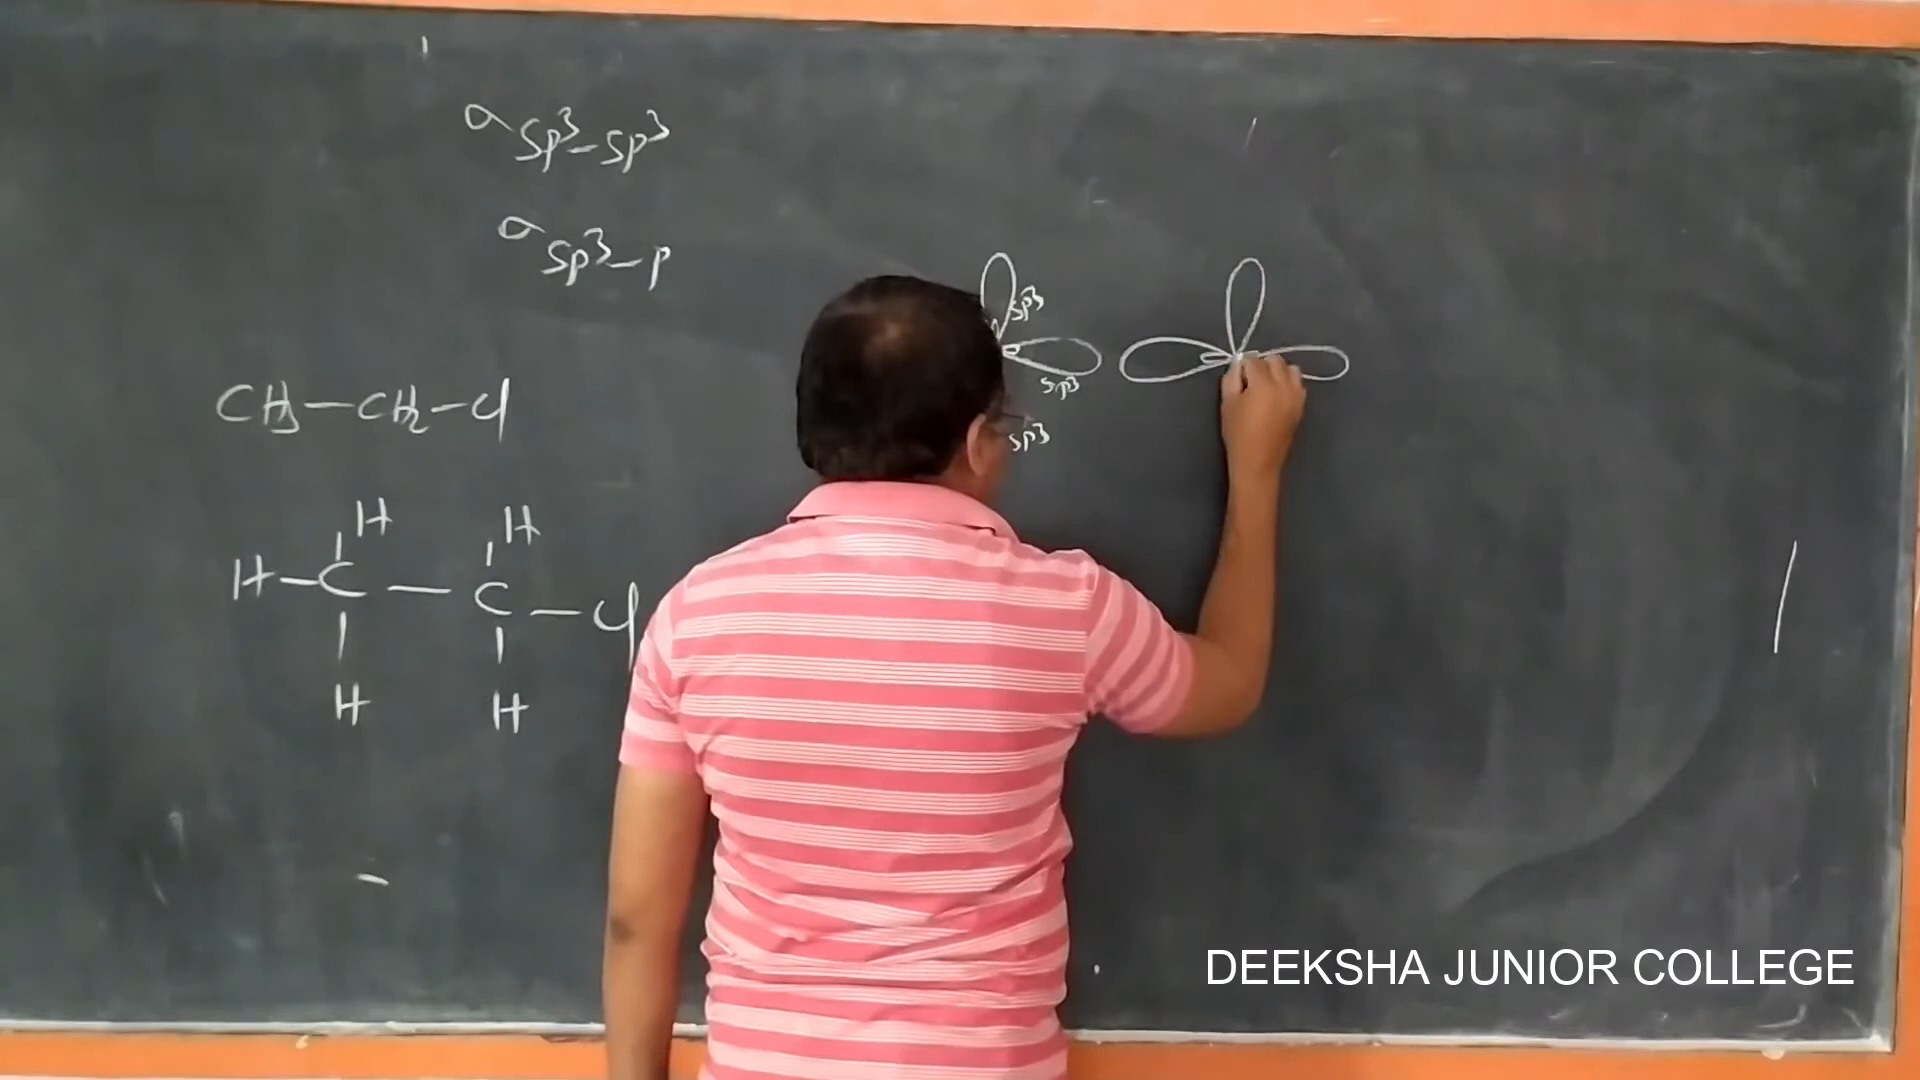 σ sp³-sp³
σ sp³-p
CH₃-CH₂-Cl
H H
H-C-C-Cl
H H
sp³
sp³
sp³
DEEKSHA JUNIOR COLLEGE